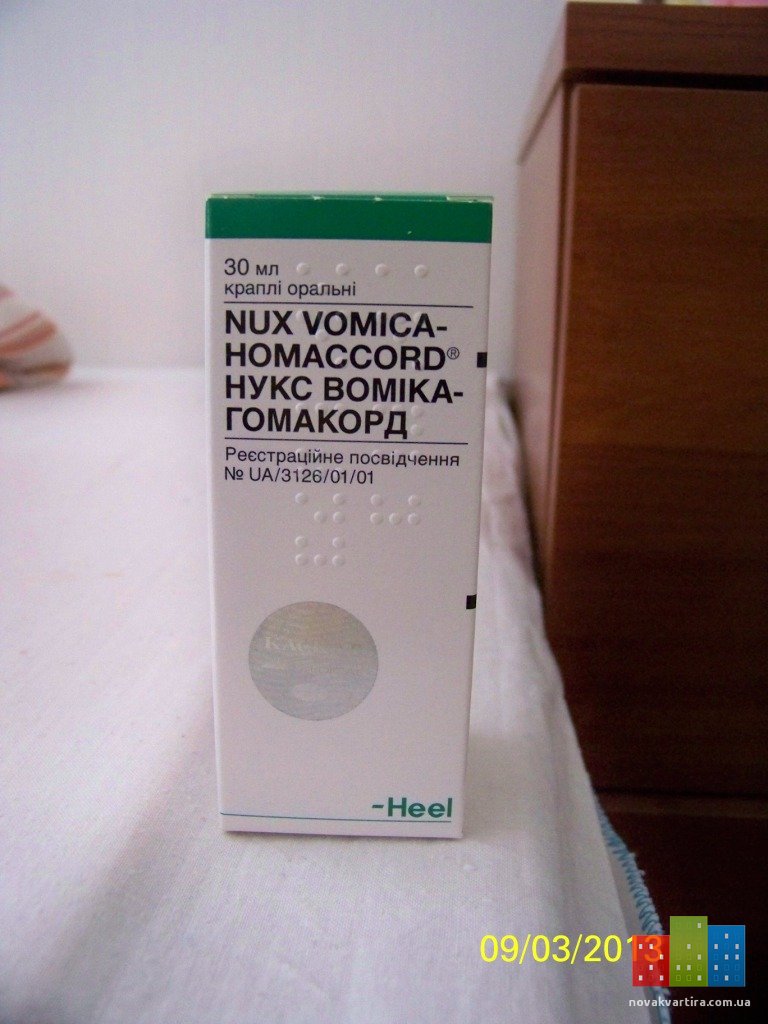 30 мл
краплі оральні
NUX VOMICA-
HOMACCORD®
НУКС ВОМІКА-
ГОМАКОРД
Реєстраційне посвідчення
№ UA/3126/01/01
-Heel
09/03/2013
novakvartira.com.ua